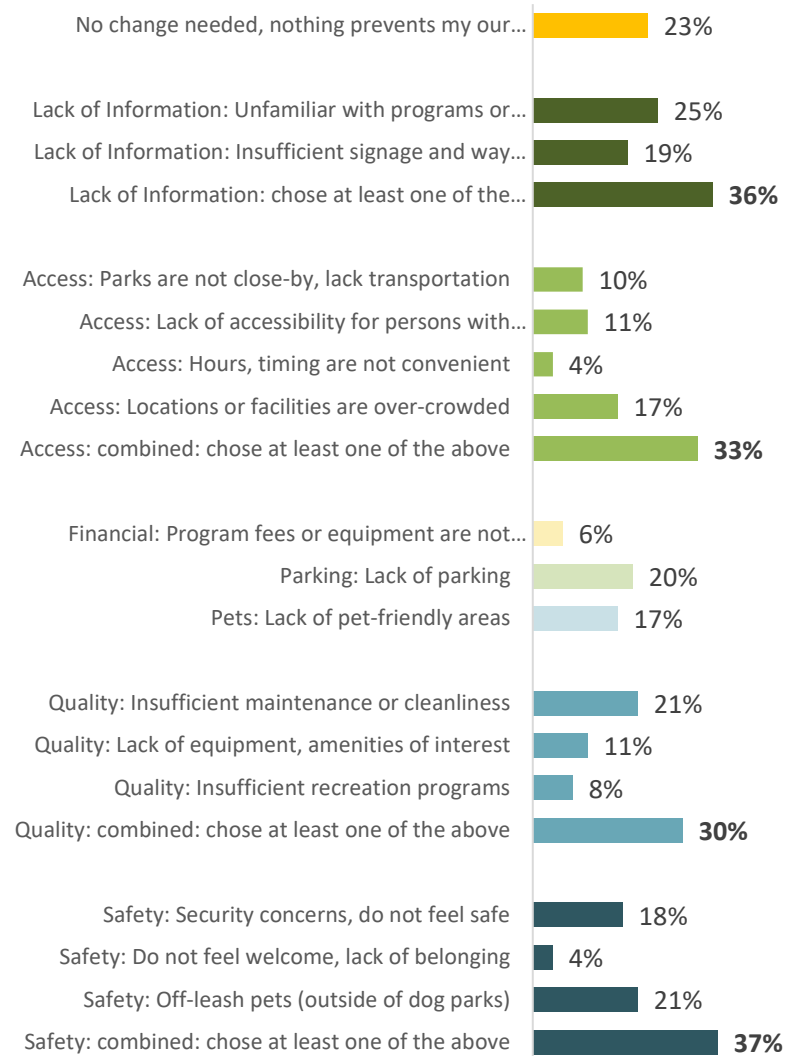 No change needed, nothing prevents my our… 23%
Lack of Information: Unfamiliar with programs or… 25%
Lack of Information: Insufficient signage and way… 19%
Lack of Information: chose at least one of the… 36%
Access: Parks are not close-by, lack transportation 10%
Access: Lack of accessibility for persons with… 11%
Access: Hours, timing are not convenient 4%
Access: Locations or facilities are over-crowded 17%
Access: combined: chose at least one of the above 33%
Financial: Program fees or equipment are not… 6%
Parking: Lack of parking 20%
Pets: Lack of pet-friendly areas 17%
Quality: Insufficient maintenance or cleanliness 21%
Quality: Lack of equipment, amenities of interest 11%
Quality: Insufficient recreation programs 8%
Quality: combined: chose at least one of the above 30%
Safety: Security concerns, do not feel safe 18%
Safety: Do not feel welcome, lack of belonging 4%
Safety: Off-leash pets (outside of dog parks) 21%
Safety: combined: chose at least one of the above 37%